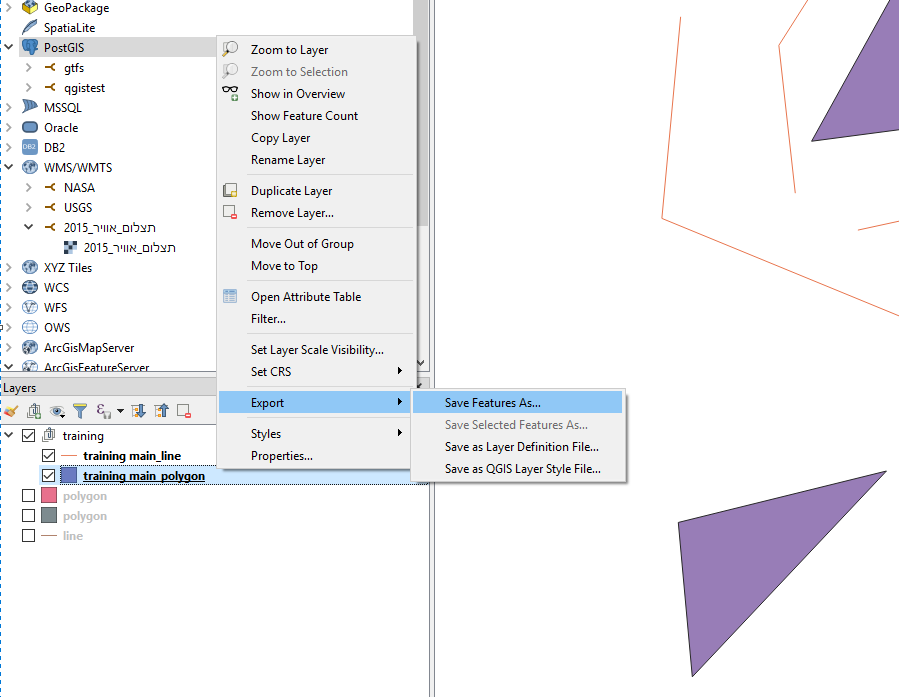 GeoPackage
SpatiaLite
PostGIS
gtfs
qgistest
MSSQL
Oracle
DB2 DB2
WMS/WMTS
NASA
USGS
תצלום_אוויר_2015
תצלום_אוויר_2015
XYZ Tiles
WCS
WFS
OWS
ArcGisMapServer
ArcGisFeatureServer
Layers
training
training main_line
training main_polygon
polygon
polygon
line
Zoom to Layer
Zoom to Selection
Show in Overview
Show Feature Count
Copy Layer
Rename Layer
Duplicate Layer
Remove Layer...
Move Out of Group
Move to Top
Open Attribute Table
Filter...
Set Layer Scale Visibility...
Set CRS
Export
Styles
Properties...
Save Features As...
Save Selected Features As...
Save as Layer Definition File...
Save as QGIS Layer Style File...